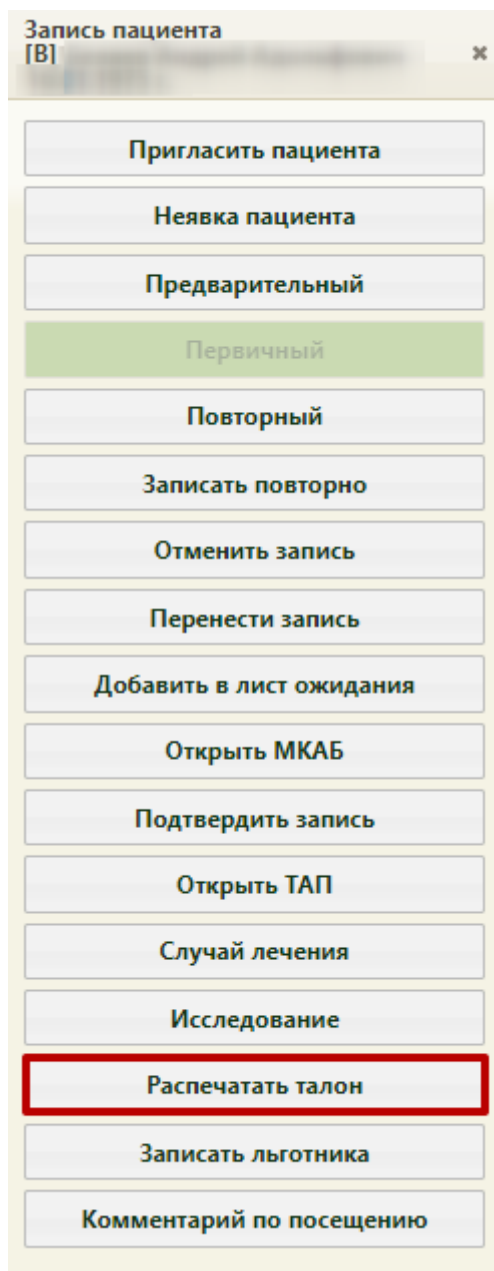 Запись пациента
[В]
Пригласить пациента
Неявка пациента
Предварительный
Первичный
Повторный
Записать повторно
Отменить запись
Перенести запись
Добавить в лист ожидания
Открыть МКАБ
Подтвердить запись
Открыть ТАП
Случай лечения
Исследование
Распечатать талон
Записать льготника
Комментарий по посещению